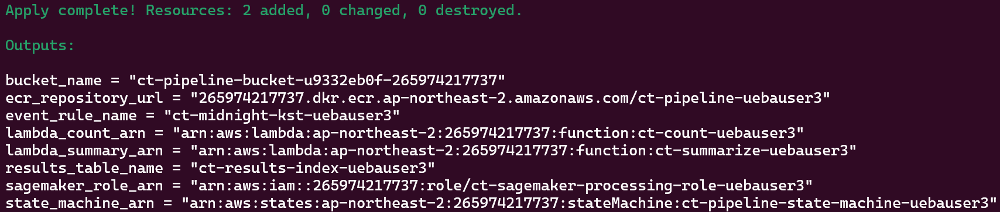 Apply complete! Resources: 2 added, 0 changed, 0 destroyed.
Outputs:
bucket_name = "ct-pipeline-bucket-u9332eb0f-265974217737"
ecr_repository_url = "265974217737.dkr.ecr.ap-northeast-2.amazonaws.com/ct-pipeline-uebauser3"
event_rule_name = "ct-midnight-kst-uebauser3"
lambda_count_arn = "arn:aws:lambda:ap-northeast-2:265974217737:function:ct-count-uebauser3"
lambda_summary_arn = "arn:aws:lambda:ap-northeast-2:265974217737:function:ct-summarize-uebauser3"
results_table_name = "ct-results-index-uebauser3"
sagemaker_role_arn = "arn:aws:iam::265974217737:role/ct-sagemaker-processing-role-uebauser3"
state_machine_arn = "arn:aws:states:ap-northeast-2:265974217737:stateMachine:ct-pipeline-state-machine-uebauser3"